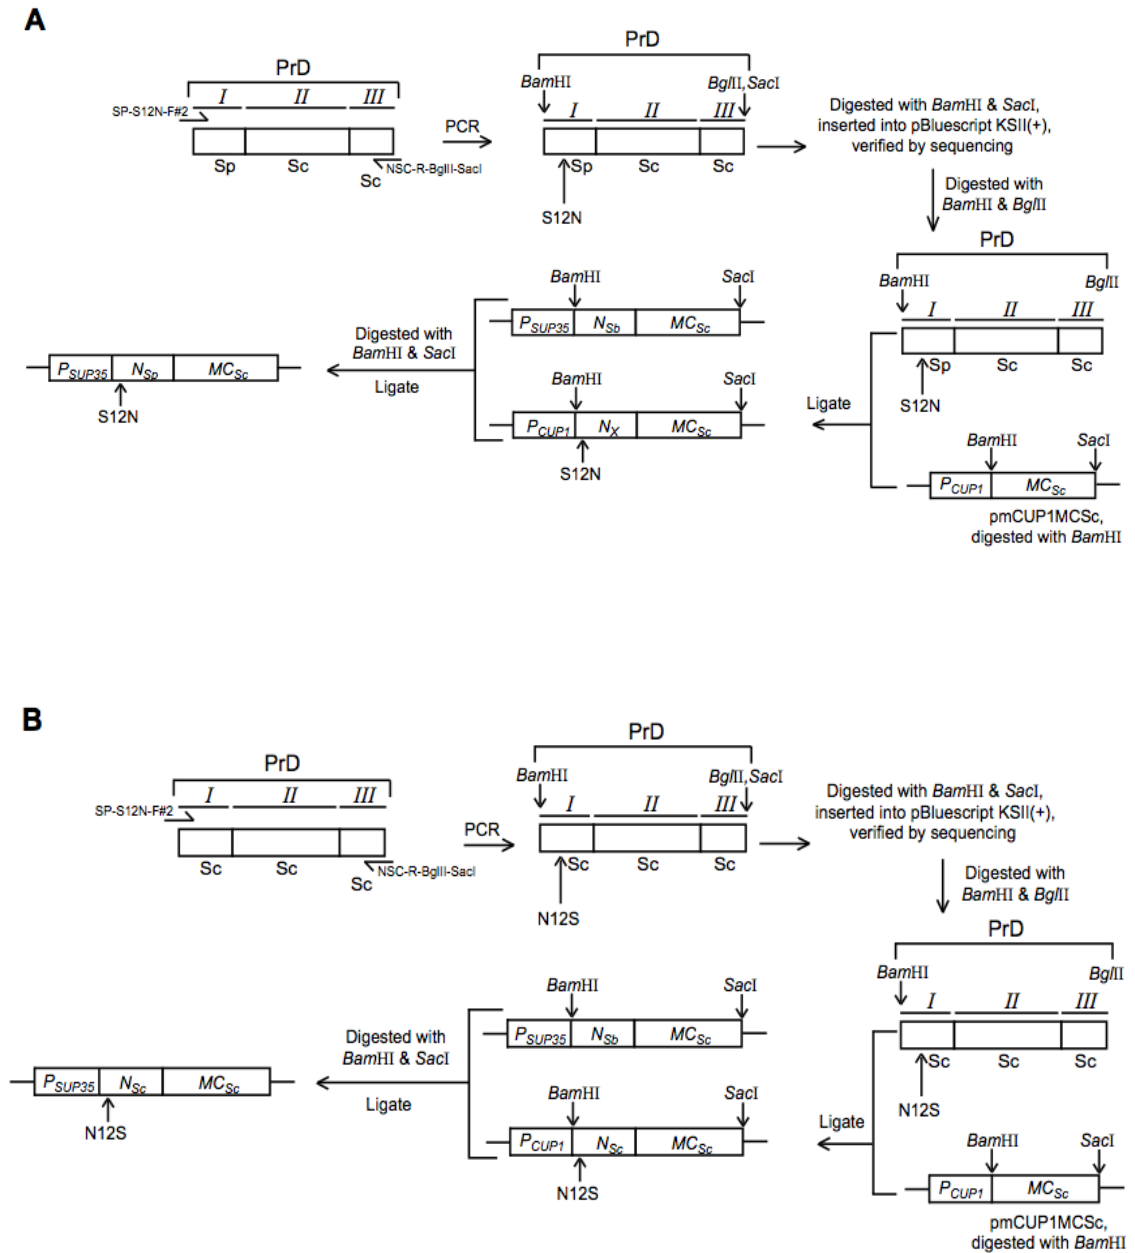 A
PrD
I II III
SP-S12N-F#2
Sp Sc Sc
NSC-R-BgIII-SacI
PCR
PrD
BamHI BglII,SacI
I II III
Sp Sc Sc
S12N
Digested with BamHI & SacI,
inserted into pBluescript KSII(+),
verified by sequencing
Digested with
BamHI & BglII
PrD
BamHI BglII
I II III
Sp Sc Sc
S12N
BamHI SacI
PCUP1 MCSc
pmCUP1MCSc,
digested with BamHI
Ligate
BamHI SacI
PSUP35 NSb MCSc
BamHI SacI
PCUP1 NX MCSc
S12N
Digested with
BamHI & SacI
Ligate
PSUP35 NSp MCSc
S12N
B
PrD
I II III
SP-S12N-F#2
Sc Sc Sc
NSC-R-BgIII-SacI
PCR
PrD
BamHI BglII,SacI
I II III
Sc Sc Sc
N12S
Digested with BamHI & SacI,
inserted into pBluescript KSII(+),
verified by sequencing
Digested with
BamHI & BglII
PrD
BamHI BglII
I II III
Sc Sc Sc
N12S
BamHI SacI
PCUP1 MCSc
pmCUP1MCSc,
digested with BamHI
Ligate
BamHI SacI
PSUP35 NSb MCSc
BamHI SacI
PCUP1 NSc MCSc
N12S
Digested with
BamHI & SacI
Ligate
PSUP35 NSc MCSc
N12S